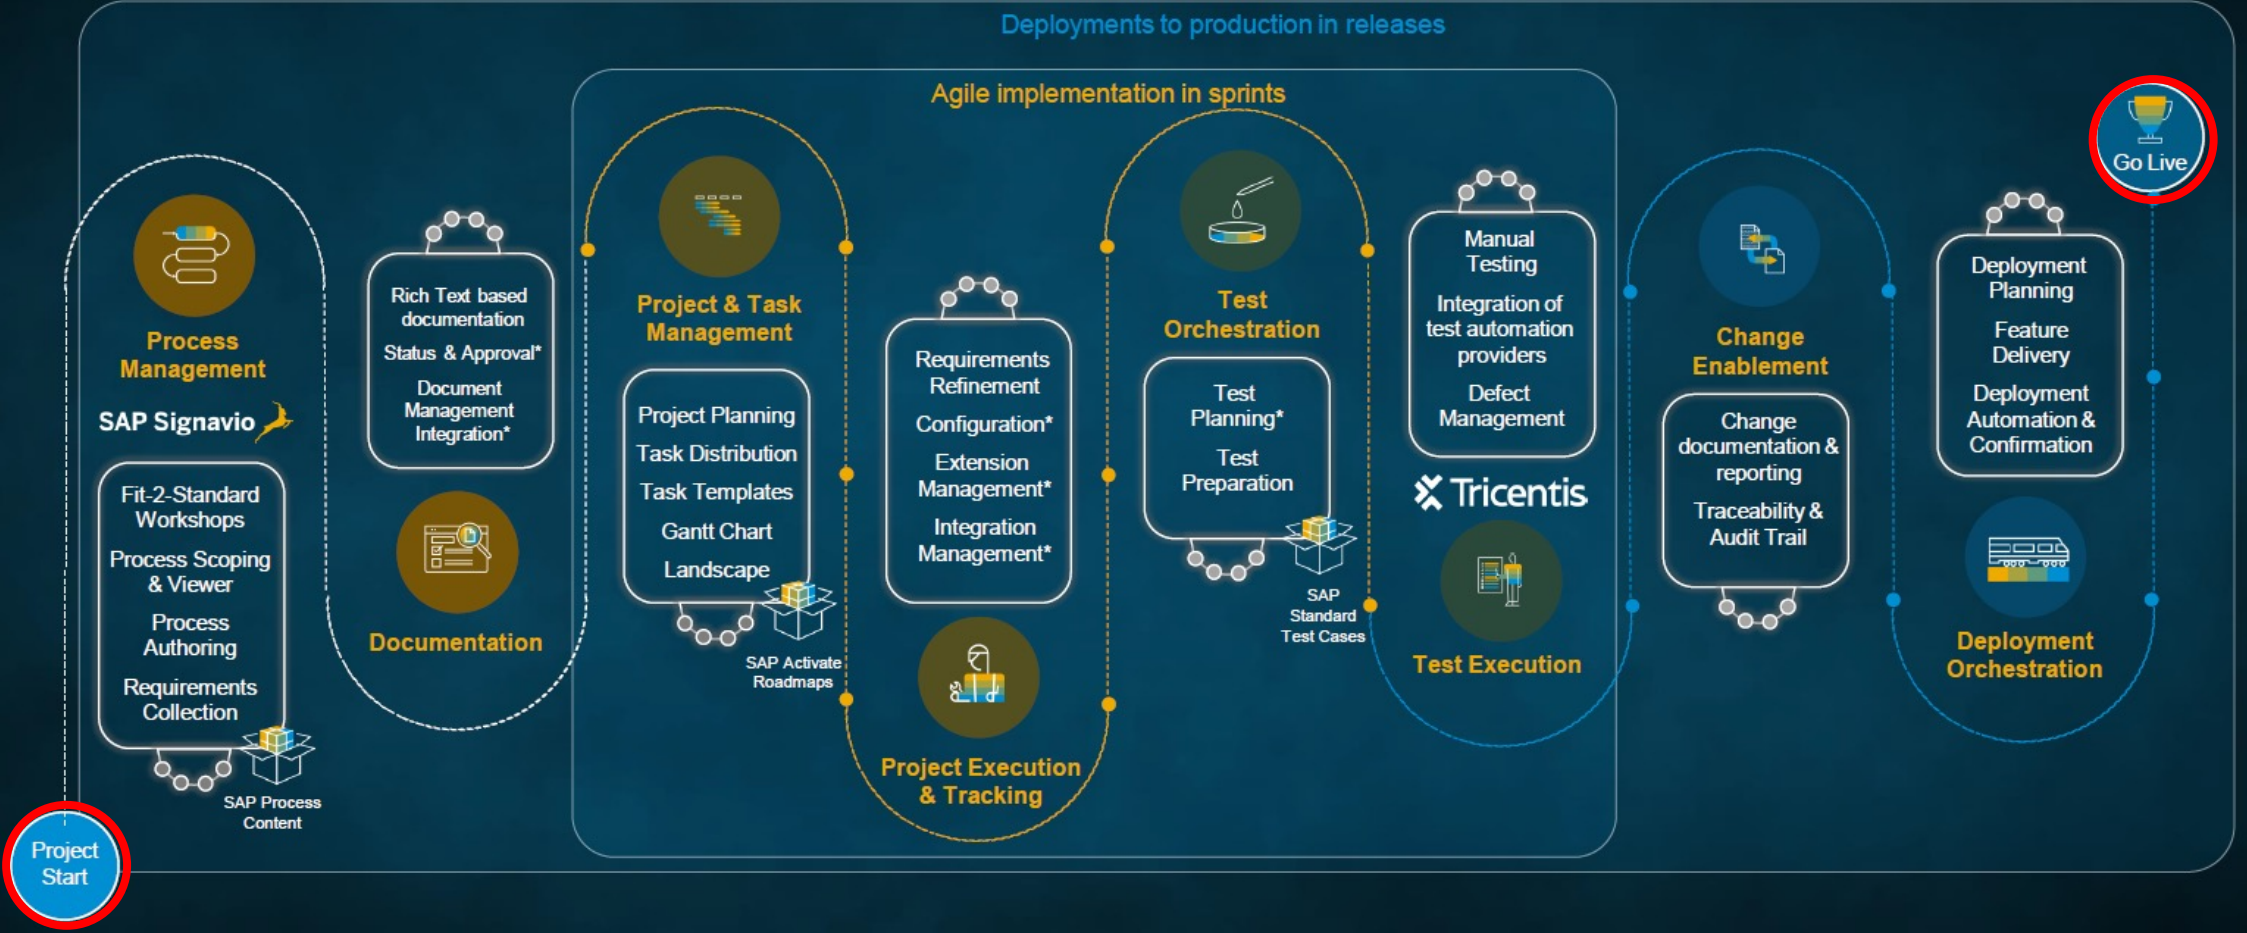 Deployments to production in releases
Agile implementation in sprints
Project
Start
Process
Management
SAP Signavio
Fit-2-Standard
Workshops
Process Scoping
& Viewer
Process
Authoring
Requirements
Collection
SAP Process
Content
Rich Text based
documentation
Status & Approval*
Document
Management
Integration*
Documentation
Project & Task
Management
Project Planning
Task Distribution
Task Templates
Gantt Chart
Landscape
SAP Activate
Roadmaps
Requirements
Refinement
Configuration*
Extension
Management*
Integration
Management*
Project Execution
& Tracking
Test
Orchestration
Test
Planning*
Test
Preparation
SAP
Standard
Test Cases
Manual
Testing
Integration of
test automation
providers
Defect
Management
Tricentis
Test Execution
Change
Enablement
Change
documentation &
reporting
Traceability &
Audit Trail
Deployment
Planning
Feature
Delivery
Deployment
Automation &
Confirmation
Deployment
Orchestration
Go Live